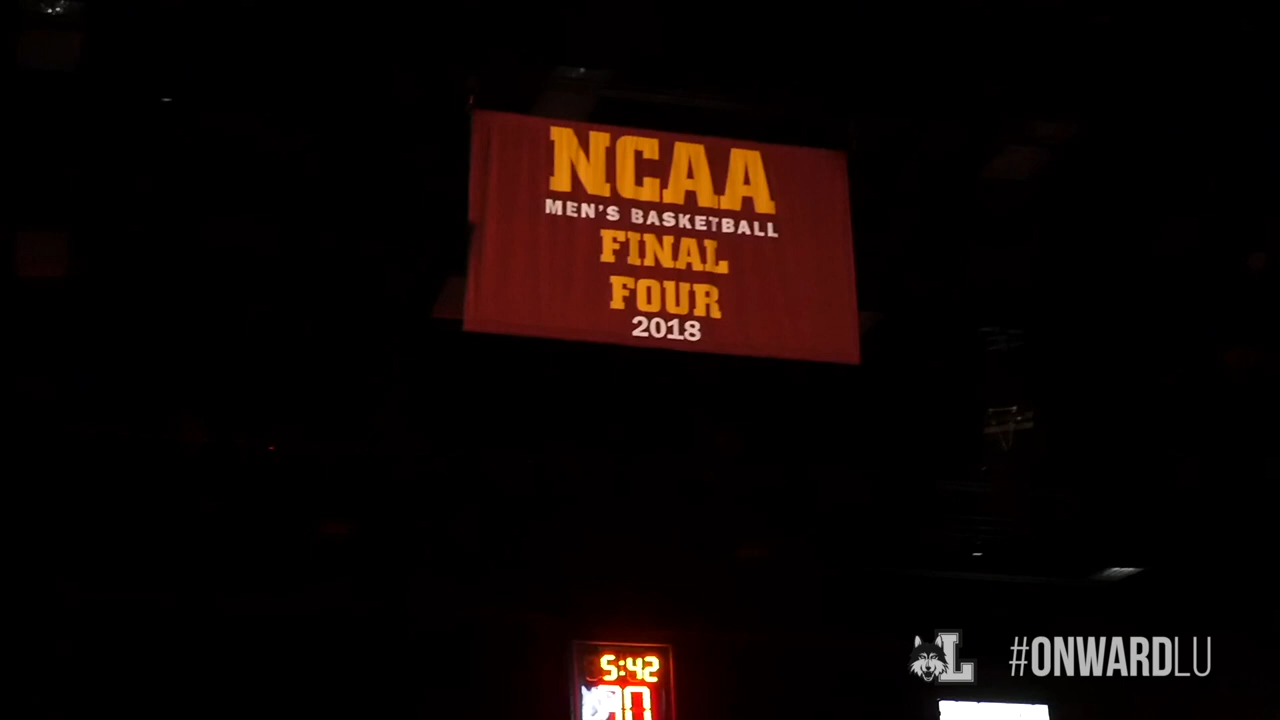 NCAA
MEN'S BASKETBALL
FINAL
FOUR
2018
5:42
L
#ONWARDLU